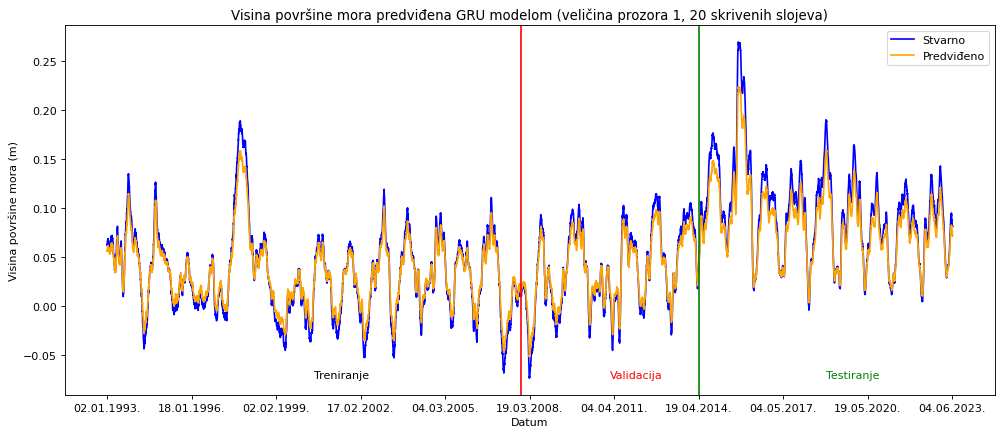 Visina površine mora predviđena GRU modelom (veličina prozora 1, 20 skrivenih slojeva)
Stvarno
Predviđeno
Visina površine mora (m)
0.25
0.20
0.15
0.10
0.05
0.00
−0.05
Treniranje
Validacija
Testiranje
02.01.1993.
18.01.1996.
02.02.1999.
17.02.2002.
04.03.2005.
19.03.2008.
04.04.2011.
19.04.2014.
04.05.2017.
19.05.2020.
04.06.2023.
Datum